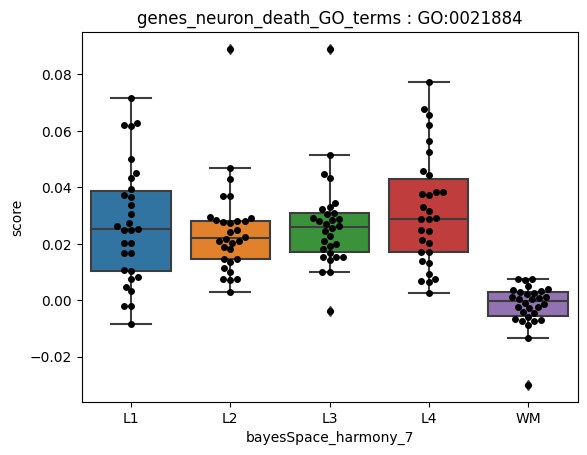 genes_neuron_death_GO_terms : GO:0021884
0.08
0.06
0.04
0.02
0.00
−0.02
score
L1 L2 L3 L4 WM
bayesSpace_harmony_7